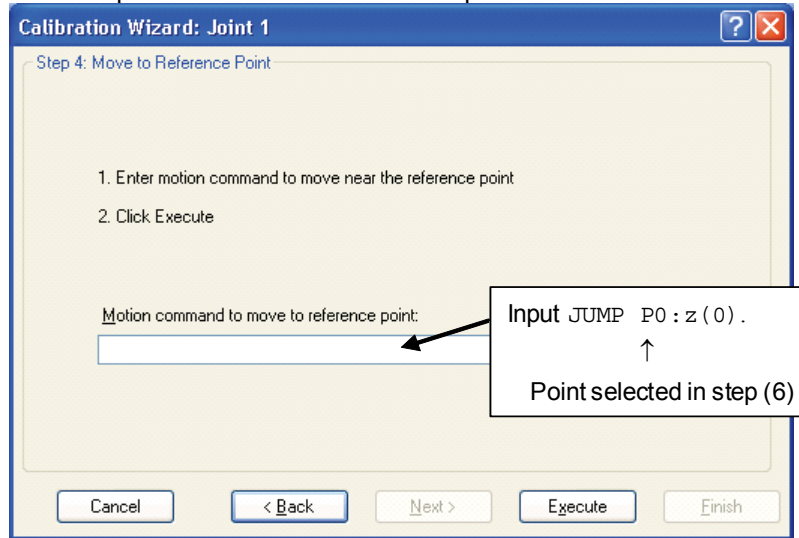 Calibration Wizard: Joint 1
Step 4: Move to Reference Point
1. Enter motion command to move near the reference point
2. Click Execute
Motion command to move to reference point:
Input JUMP P0:z(0).
↑
Point selected in step (6)
Cancel
< Back
Next >
Execute
Finish